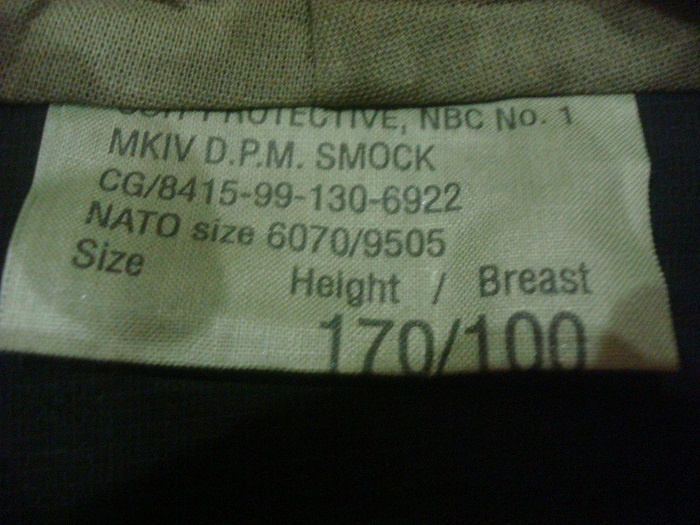 SUIT PROTECTIVE, NBC No. 1
MKIV D.P.M. SMOCK
CG/8415-99-130-6922
NATO size 6070/9505
Size
Height / Breast
170/100